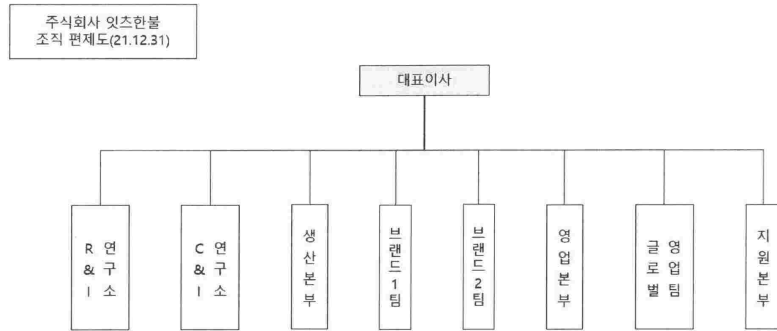 주식회사 잇츠한불
조직 편제도(21.12.31)
대표이사
R&I 연구소
C&I 연구소
생산본부
브랜드1팀
브랜드2팀
영업본부
글로벌 영업팀
지원본부